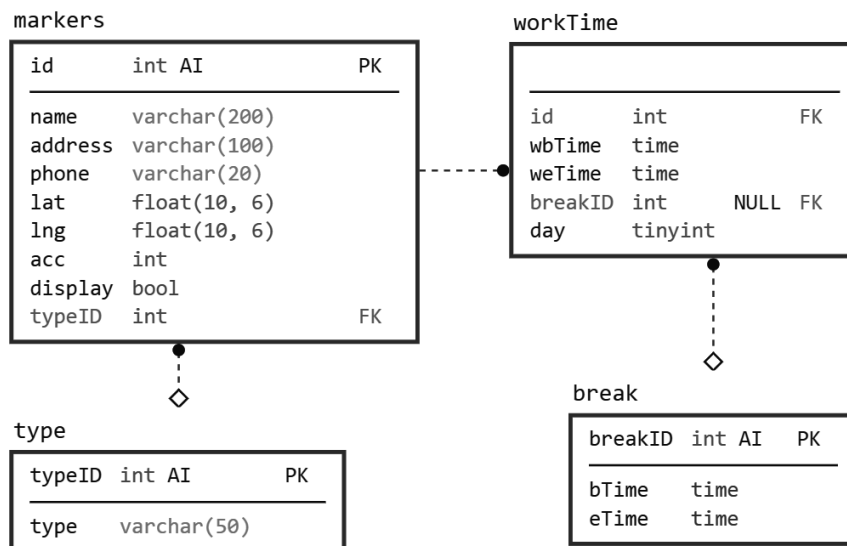 markers
id int AI PK
name varchar(200)
address varchar(100)
phone varchar(20)
lat float(10, 6)
lng float(10, 6)
acc int
display bool
typeID int FK
workTime
id int FK
wbTime time
weTime time
breakID int NULL FK
day tinyint
type
typeID int AI PK
type varchar(50)
break
breakID int AI PK
bTime time
eTime time